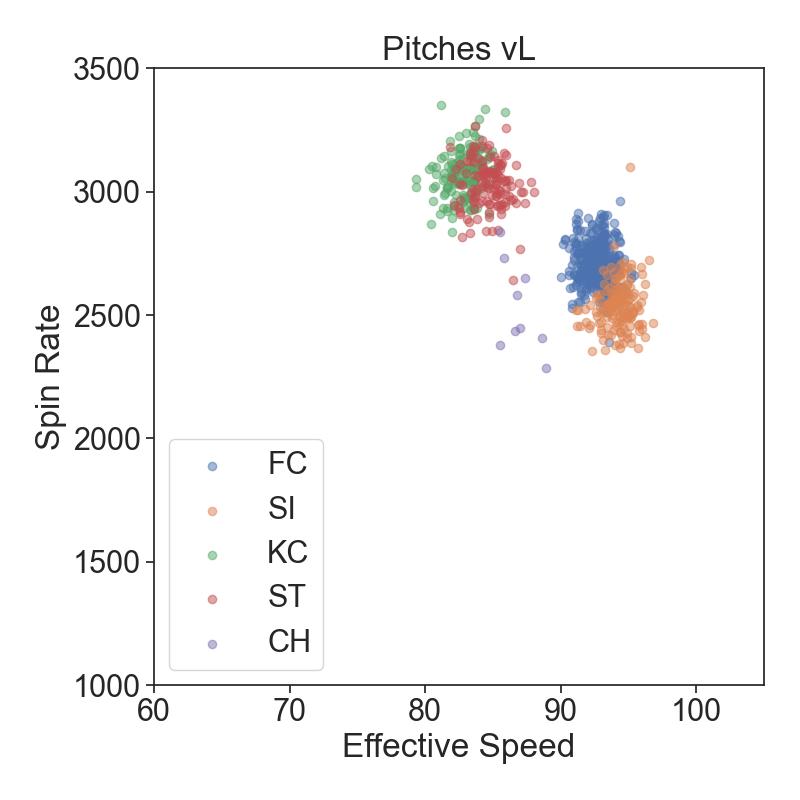 Pitches vL
3500
3000
2500
2000
1500
1000
Spin Rate
FC
SI
KC
ST
CH
60 70 80 90 100
Effective Speed